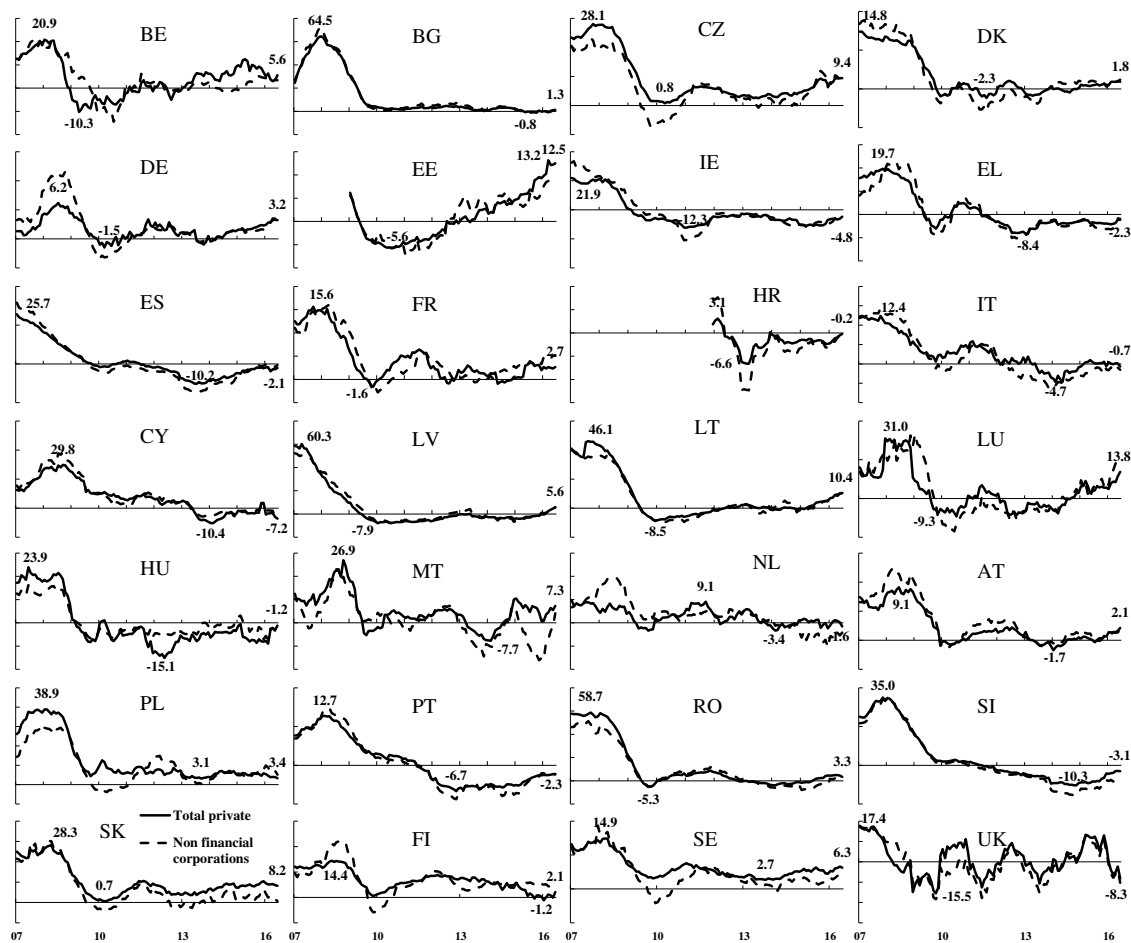 20.9 BE 5.6 -10.3
64.5 BG 1.3 -0.8
28.1 CZ 9.4 0.8
14.8 DK 1.8 -2.3
DE 6.2 3.2 -1.5
EE 13.2 12.5 -5.6
IE 21.9 -12.3 -4.8
EL 19.7 -8.4 -2.3
ES 25.7 -10.2 -2.1
FR 15.6 2.7 -1.6
HR 3.1 -0.2 -6.6
IT 12.4 -0.7 -4.7
CY 29.8 -10.4 -7.2
LV 60.3 5.6 -7.9
LT 46.1 10.4 -8.5
LU 31.0 13.8 -9.3
HU 23.9 -1.2 -15.1
MT 26.9 7.3 -7.7
NL 9.1 -3.4 -1.6
AT 9.1 2.1 -1.7
PL 38.9 3.1 3.4
PT 12.7 -6.7 -2.3
RO 58.7 3.3 -5.3
SI 35.0 -3.1 -10.3
SK 28.3 8.2 0.7
Total private
Non financial
corporations
FI 14.4 2.1 -1.2
SE 14.9 2.7 6.3
UK 17.4 -15.5 -8.3
07 10 13 16
07 10 13 16
07 10 13 16
07 10 13 16